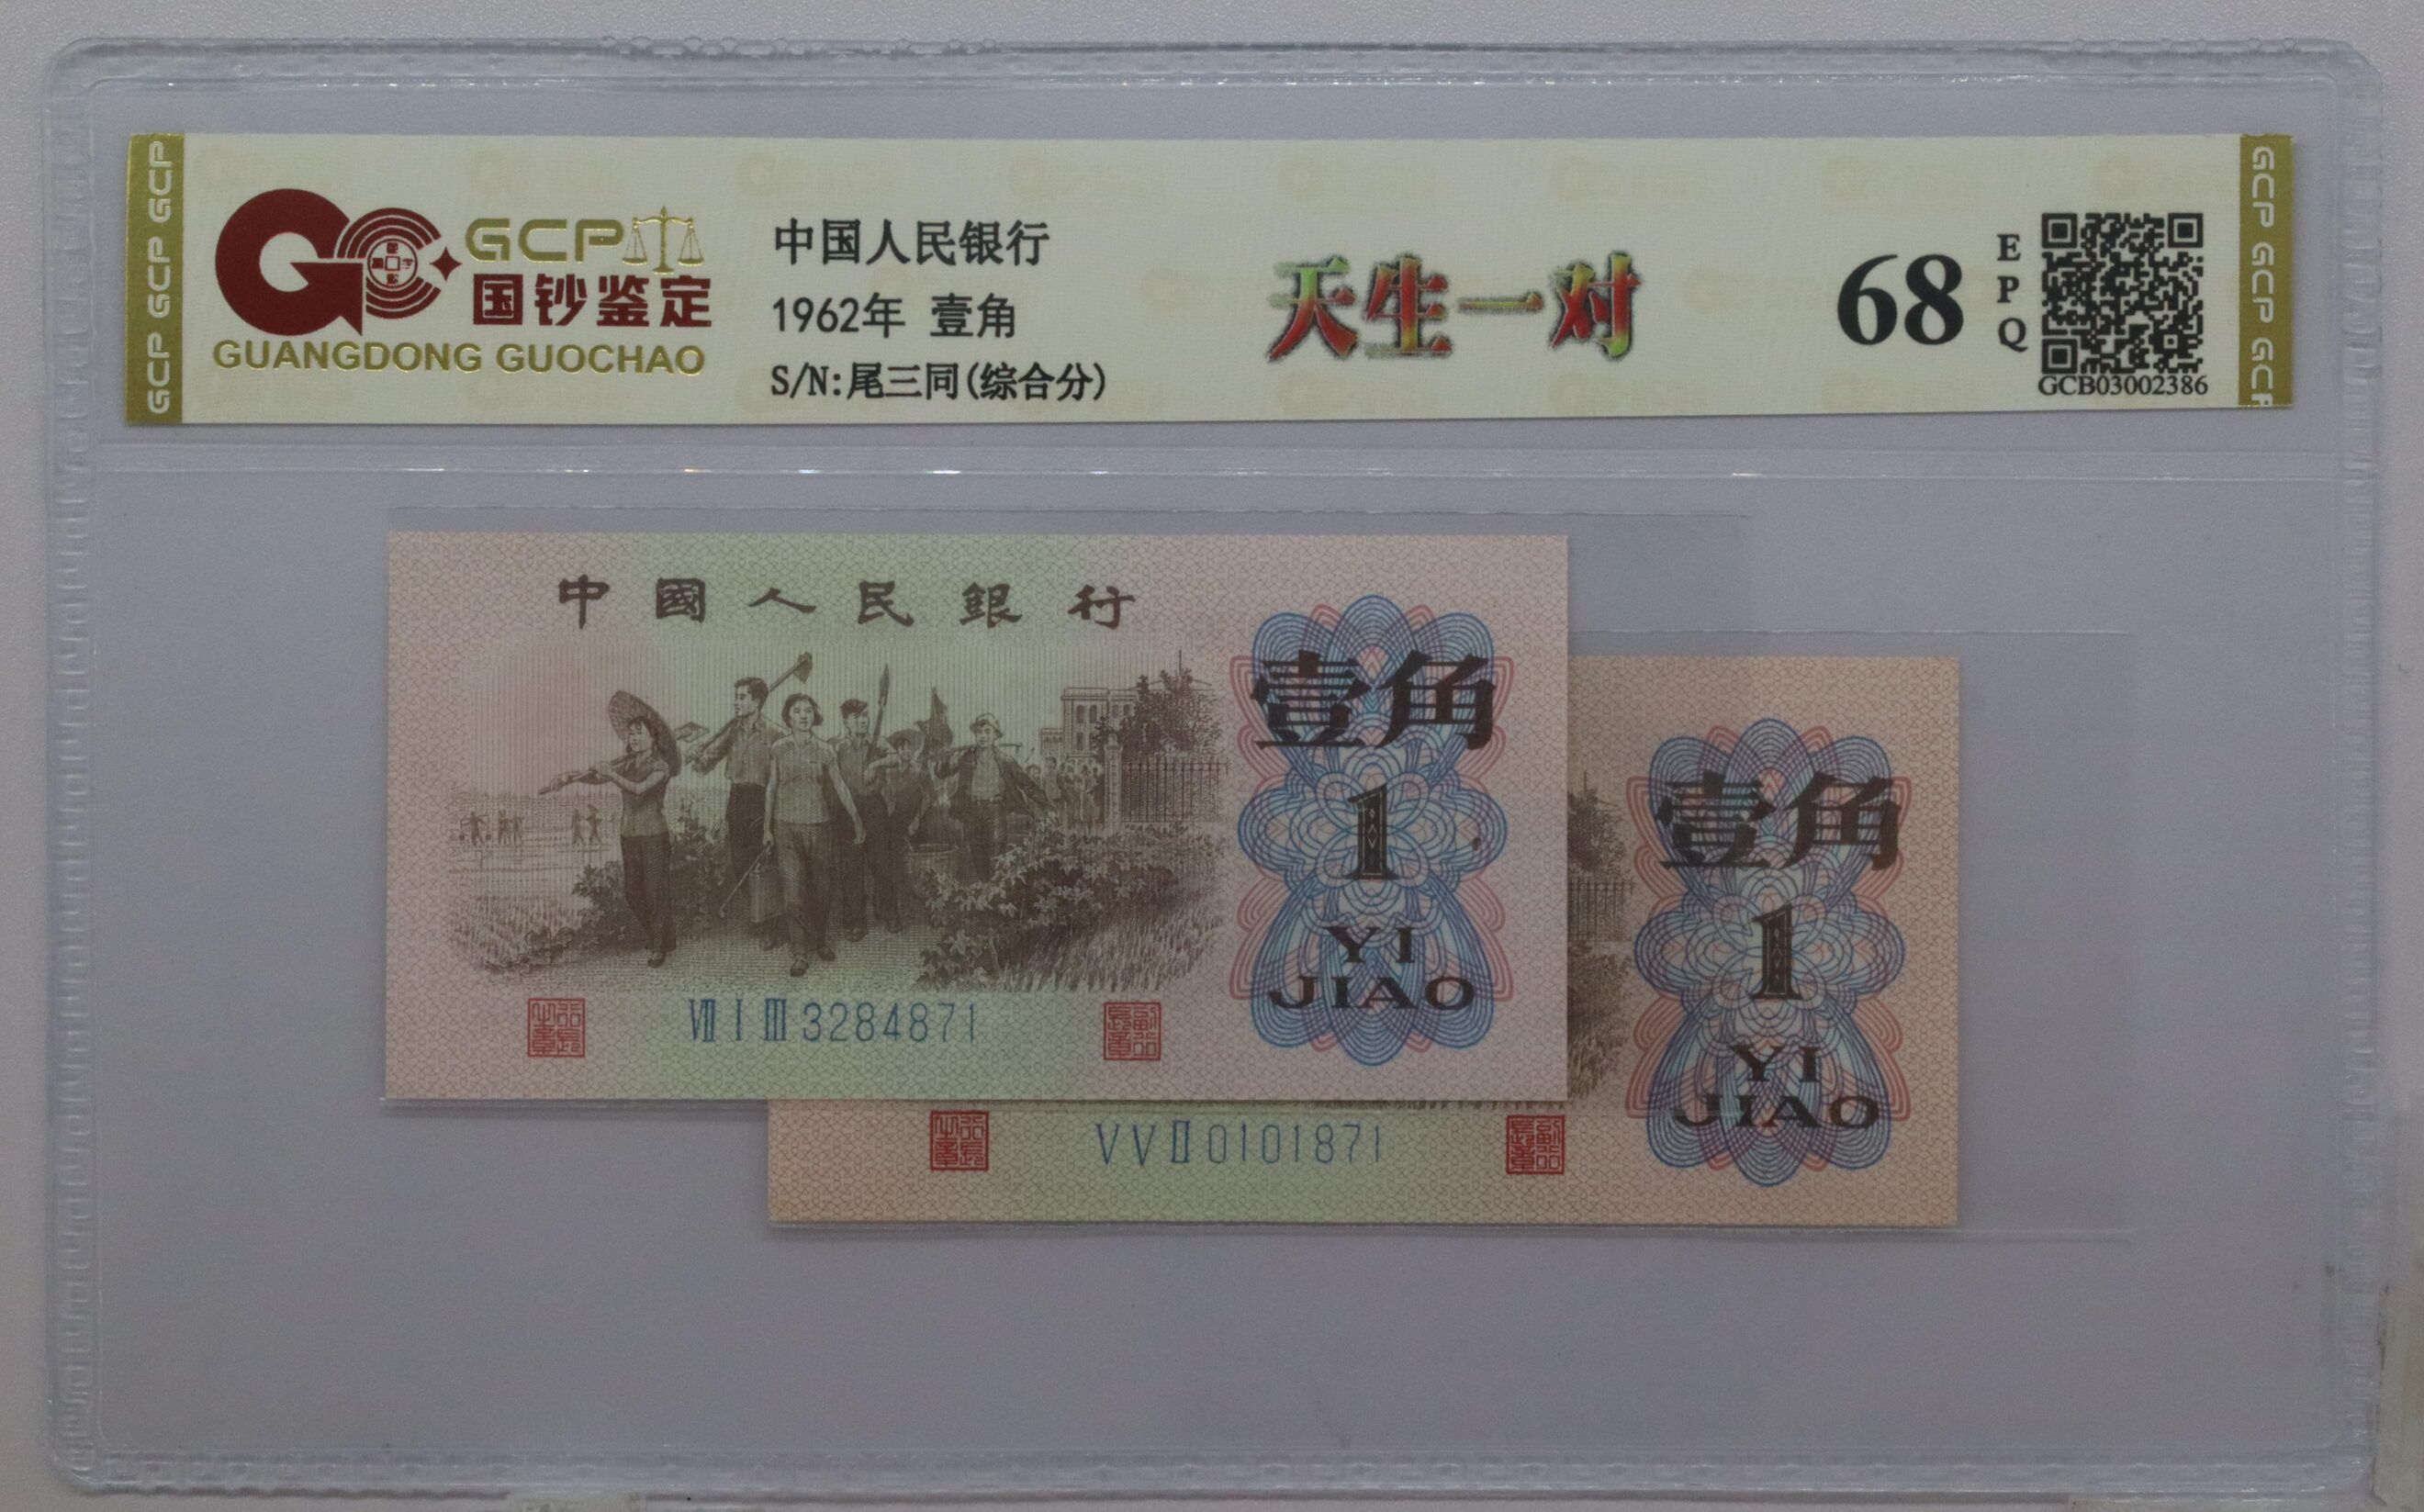 GCP GCP GCP
GCP
国钞鉴定
GUANGDONG GUOCHAO
中国人民银行
1962年 壹角
S/N:尾三同(综合分)
天生一对
68
EPQ
GCB03002386
GCP GCP GCP
中國人民銀行
壹角
1
YI
JIAO
Ⅷ Ⅰ Ⅲ 3284871
壹角
1
YI
JIAO
Ⅴ Ⅴ Ⅱ 0101871